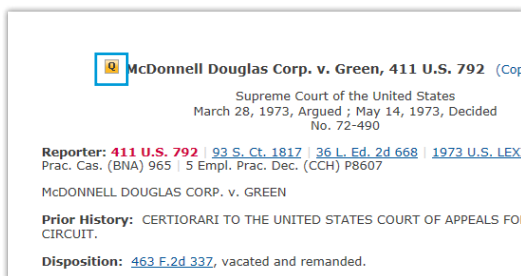 Q McDonnell Douglas Corp. v. Green, 411 U.S. 792 (Cop
Supreme Court of the United States
March 28, 1973, Argued ; May 14, 1973, Decided
No. 72-490
Reporter: 411 U.S. 792 | 93 S. Ct. 1817 | 36 L. Ed. 2d 668 | 1973 U.S. LEX
Prac. Cas. (BNA) 965 | 5 Empl. Prac. Dec. (CCH) P8607
McDONNELL DOUGLAS CORP. v. GREEN
Prior History: CERTIORARI TO THE UNITED STATES COURT OF APPEALS FO
CIRCUIT.
Disposition: 463 F.2d 337, vacated and remanded.